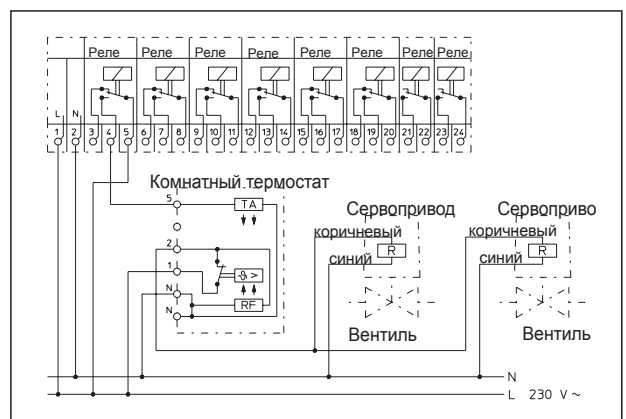 Реле Реле Реле Реле Реле Реле Реле Реле
L N
1 2 3 4 5 6 7 8 9 10 11 12 13 14 15 16 17 18 19 20 21 22 23 24
Комнатный термостат
5 TA
Сервопривод Сервоприво
коричневый коричневый
2
R R
синий синий
1 ϑ >
N RF
N
Вентиль Вентиль
N
L 230 V ~